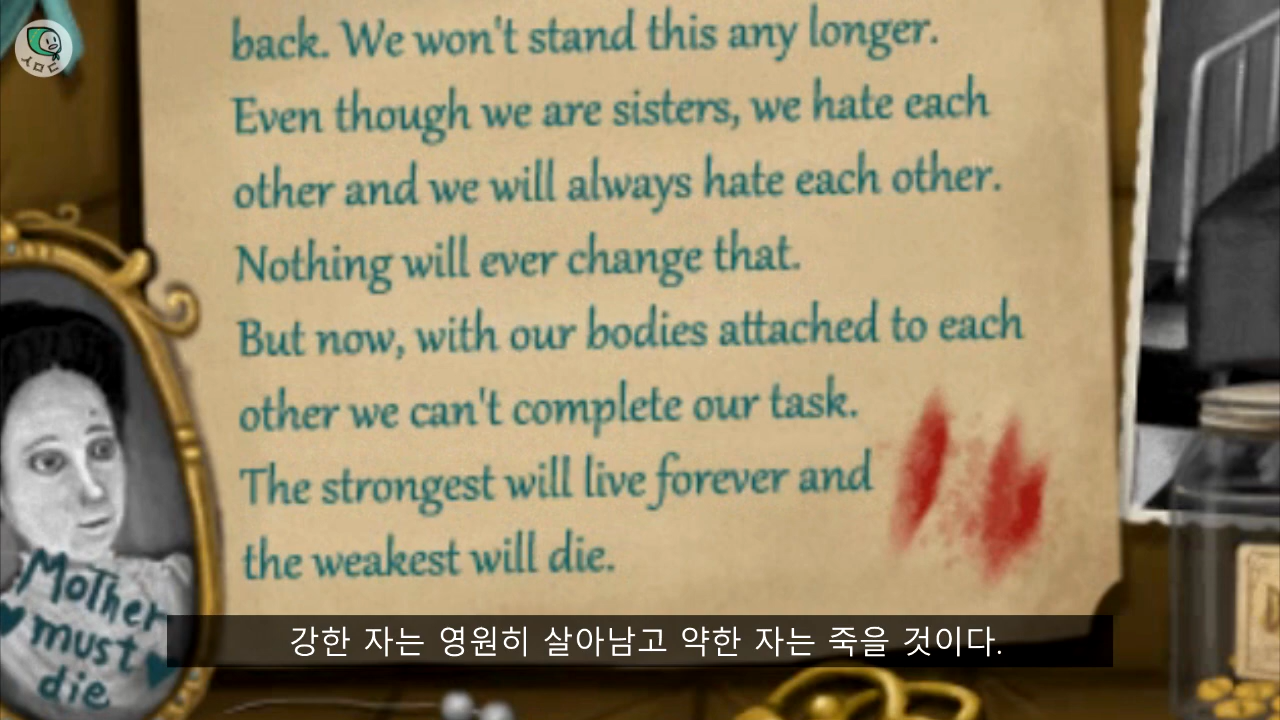 ㅅㅁㄷ
back. We won't stand this any longer.
Even though we are sisters, we hate each
other and we will always hate each other.
Nothing will ever change that.
But now, with our bodies attached to each
other we can't complete our task.
The strongest will live forever and
the weakest will die.
Mother
must
die
강한 자는 영원히 살아남고 약한 자는 죽을 것이다.